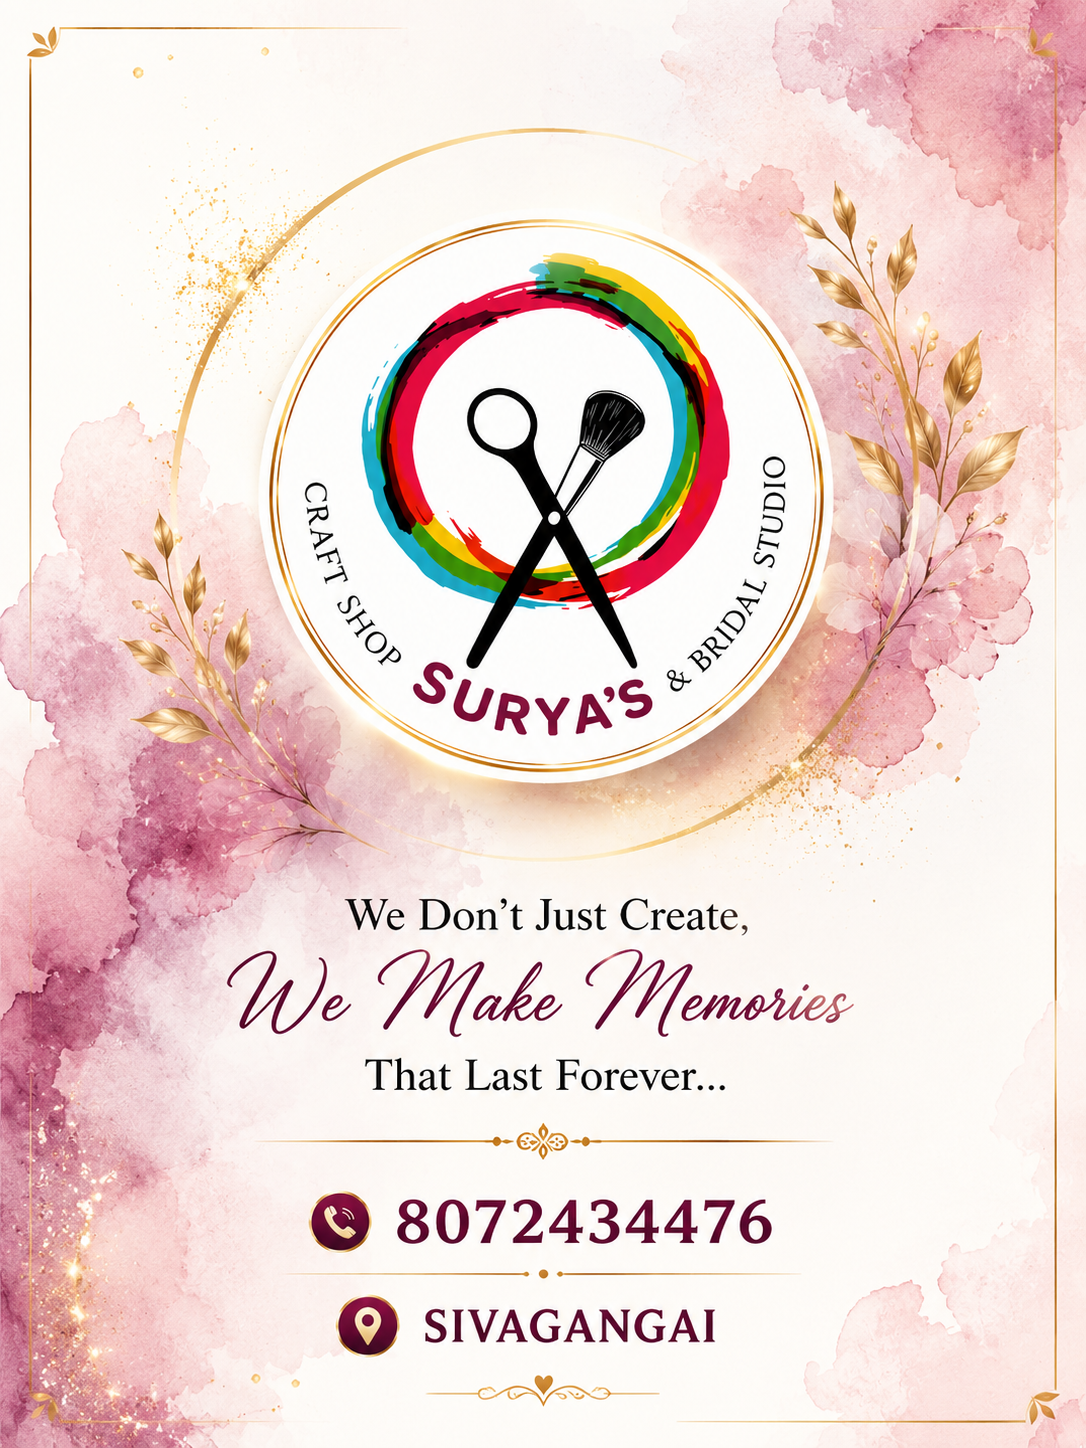 CRAFT SHOP
SURYA'S
& BRIDAL STUDIO
We Don't Just Create,
We Make Memories
That Last Forever...
8072434476
SIVAGANGAI